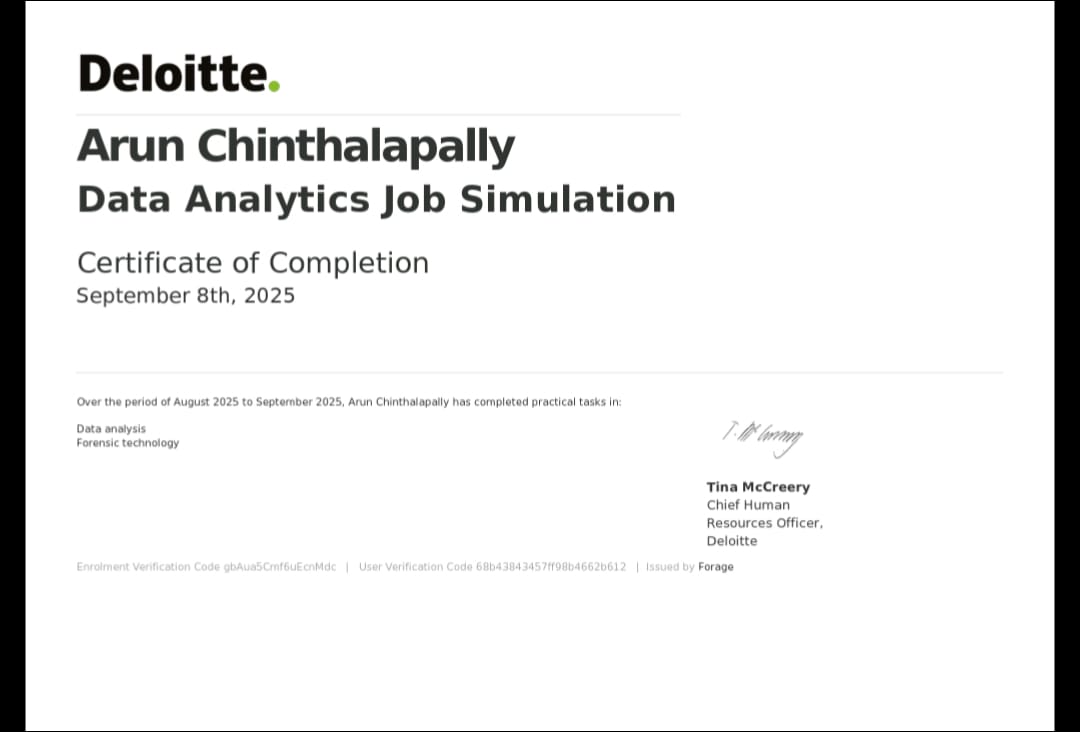 Deloitte.
Arun Chinthalapally
Data Analytics Job Simulation
Certificate of Completion
September 8th, 2025
Over the period of August 2025 to September 2025, Arun Chinthalapally has completed practical tasks in:
Data analysis
Forensic technology
T. McCreery
Tina McCreery
Chief Human
Resources Officer,
Deloitte
Enrolment Verification Code gbAua5Cmf6uEcnMdc | User Verification Code 68b43843457ff98b4662b612 | Issued by Forage